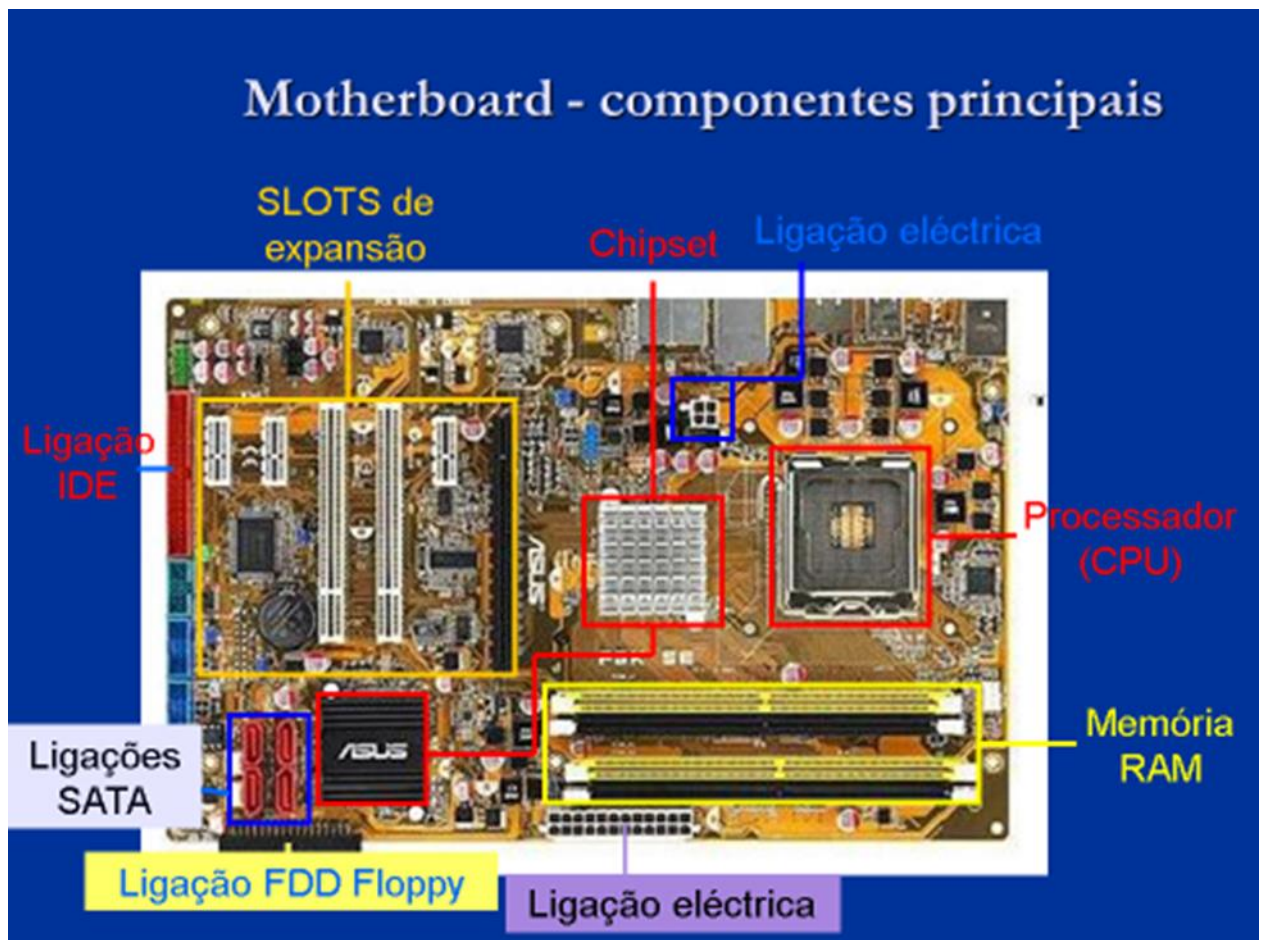 Motherboard - componentes principais
SLOTS de
expansão
Chipset
Ligação eléctrica
Ligação
IDE
Processador
(CPU)
ASUS
ASUS
Memória
RAM
Ligações
SATA
Ligação FDD Floppy
Ligação eléctrica